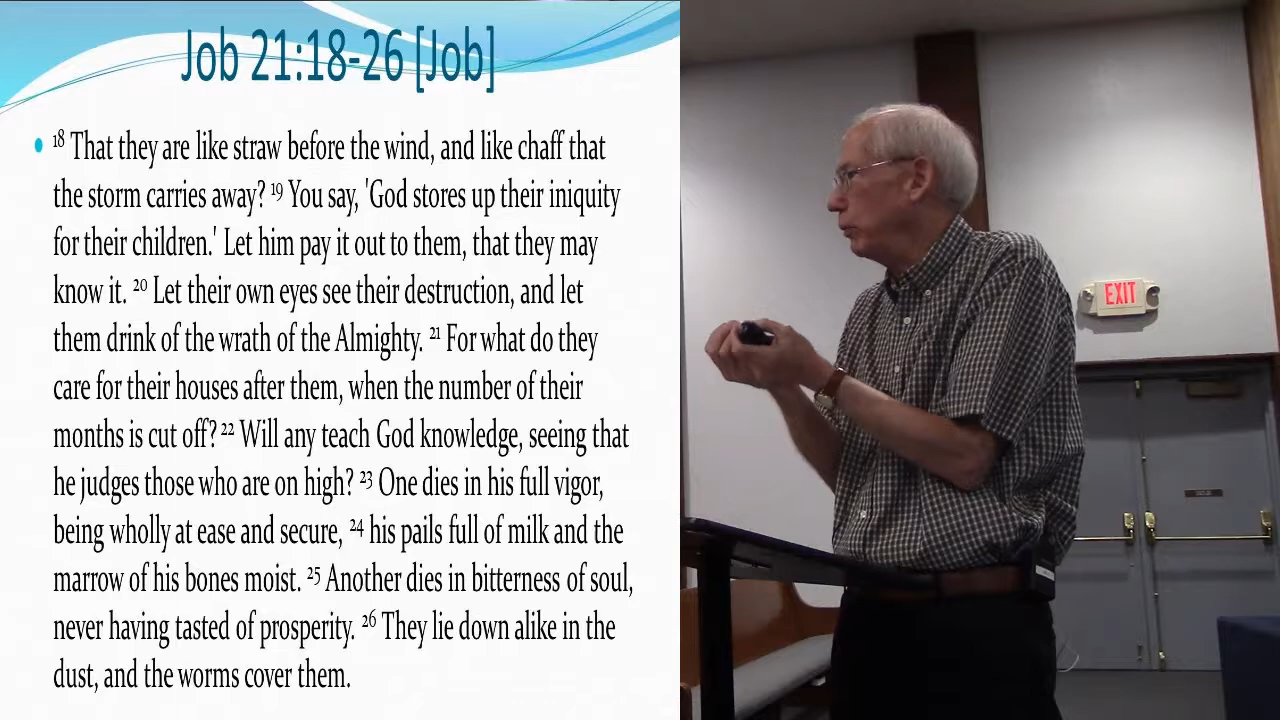 Job 21:18-26 [Job]
• ¹⁸ That they are like straw before the wind, and like chaff that
the storm carries away? ¹⁹ You say, 'God stores up their iniquity
for their children.' Let him pay it out to them, that they may
know it. ²⁰ Let their own eyes see their destruction, and let
them drink of the wrath of the Almighty. ²¹ For what do they
care for their houses after them, when the number of their
months is cut off? ²² Will any teach God knowledge, seeing that
he judges those who are on high? ²³ One dies in his full vigor,
being wholly at ease and secure, ²⁴ his pails full of milk and the
marrow of his bones moist. ²⁵ Another dies in bitterness of soul,
never having tasted of prosperity. ²⁶ They lie down alike in the
dust, and the worms cover them.
EXIT